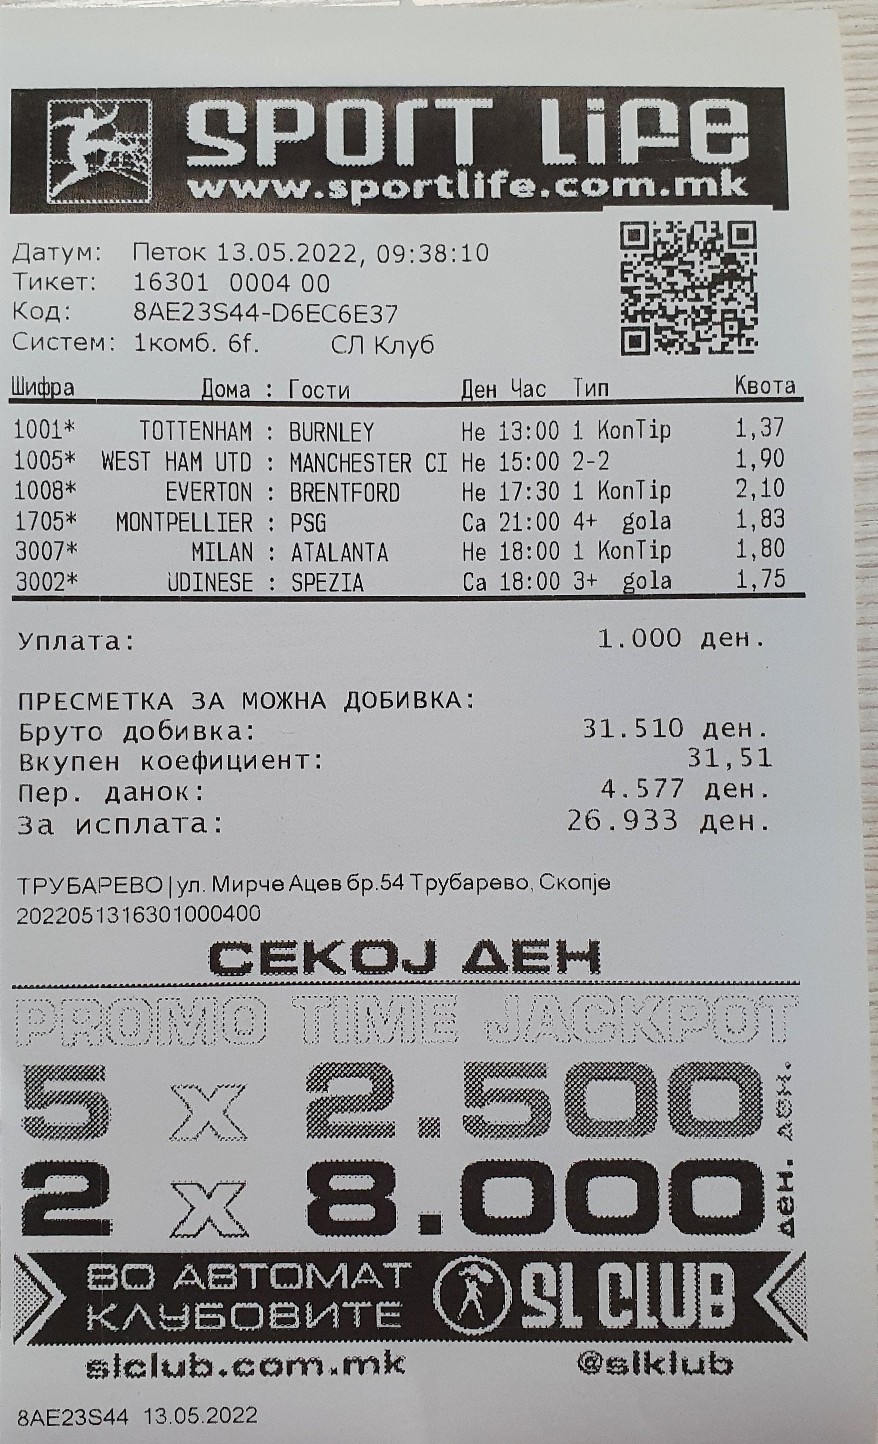 SPORT LIFE
www.sportlife.com.mk
Датум: Петок 13.05.2022, 09:38:10
Тикет: 16301 0004 00
Код: 8AE23S44-D6EC6E37
Систем: 1комб. 6f. СЛ Клуб
Шифра Дома : Гости Ден Час Тип Квота
1001* TOTTENHAM : BURNLEY Не 13:00 1 KonTip 1,37
1005* WEST HAM UTD : MANCHESTER CI Не 15:00 2-2 1,90
1008* EVERTON : BRENTFORD Не 17:30 1 KonTip 2,10
1705* MONTPELLIER : PSG Са 21:00 4+ gola 1,83
3007* MILAN : ATALANTA Не 18:00 1 KonTip 1,80
3002* UDINESE : SPEZIA Са 18:00 3+ gola 1,75
Уплата: 1.000 ден.
ПРЕСМЕТКА ЗА МОЖНА ДОБИВКА:
Бруто добивка: 31.510 ден.
Вкупен коефициент: 31,51
Пер. данок: 4.577 ден.
За исплата: 26.933 ден.
ТРУБАРЕВО|ул. Мирче Ацев бр.54 Трубарево, Скопје
2022051316301000400
СЕКОЈ ДЕН
PROMO TIME JACKPOT
5 x 2.500 ден.
2 x 8.000 ден.
ВО АВТОМАТ
КЛУБОВИТЕ
SL CLUB
slclub.com.mk @slklub
8AE23S44 13.05.2022